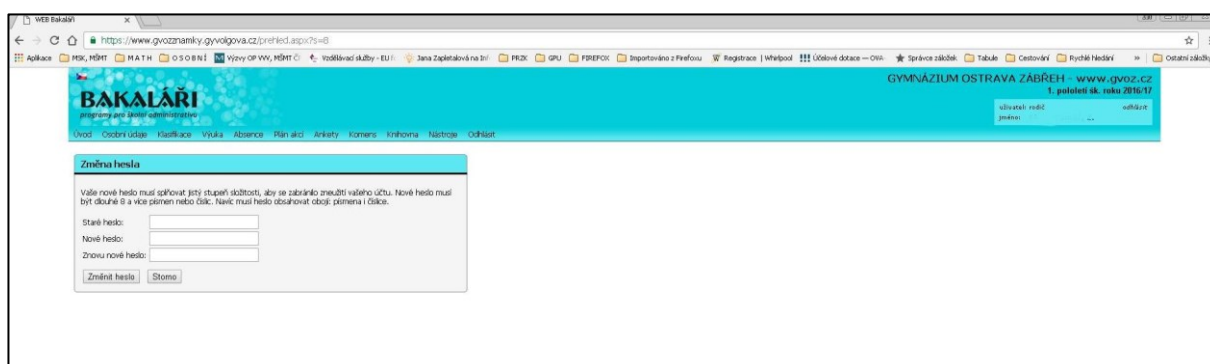 WEB Bakaláři
https://www.gvozznamky.gyvolgova.cz/prehled.aspx?s=8
Aplikace MSK, MŠMT M A T H O S O B N Í Výzvy OP VVV, MŠMT Č Vzdělávací služby - EU F Jana Zapletalová na In PRZK GPU FIREFOX Importováno z Firefoxu Registrace | Whirlpool Účelové dotace — OVA Správce záložek Tabule Cestování Rychlé hledání » Ostatní záložky
GYMNÁZIUM OSTRAVA ZÁBŘEH - www.gvoz.cz
1. pololetí šk. roku 2016/17
BAKALÁŘI
programy pro školní administrativu
uživatel: rodič odhlásit
jméno:
Úvod Osobní údaje Klasifikace Výuka Absence Plán akcí Ankety Komens Knihovna Nástroje Odhlásit
Změna hesla
Vaše nové heslo musí splňovat jistý stupeň složitosti, aby se zabránilo zneužití vašeho účtu. Nové heslo musí
být dlouhé 8 a více písmen nebo číslic. Navíc musí heslo obsahovat obojí: písmena i číslice.
Staré heslo:
Nové heslo:
Znovu nové heslo:
Změnit heslo Storno